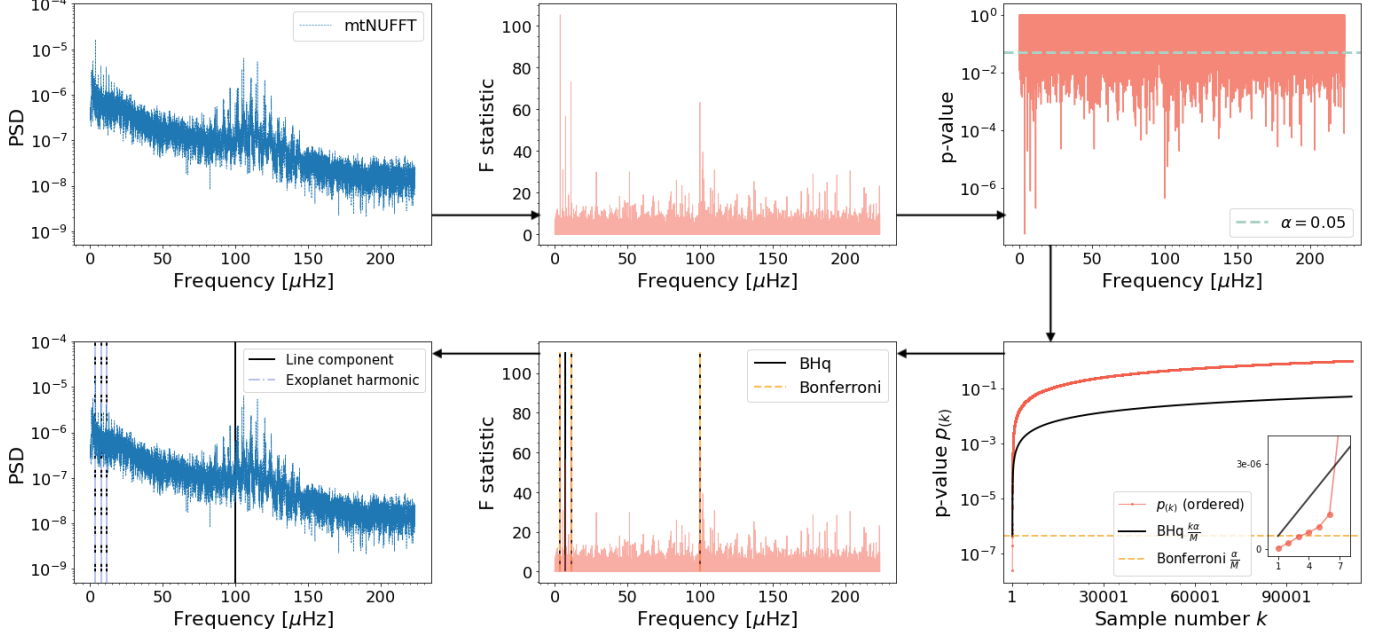 10⁻⁴
10⁻⁵
10⁻⁶
10⁻⁷
10⁻⁸
10⁻⁹
PSD
mtNUFFT
0 50 100 150 200
Frequency [μHz]
100
80
60
40
20
0
F statistic
0 50 100 150 200
Frequency [μHz]
10⁰
10⁻²
10⁻⁴
10⁻⁶
p-value
α = 0.05
0 50 100 150 200
Frequency [μHz]
10⁻⁴
10⁻⁵
10⁻⁶
10⁻⁷
10⁻⁸
10⁻⁹
PSD
Line component
Exoplanet harmonic
0 50 100 150 200
Frequency [μHz]
100
80
60
40
20
0
F statistic
BHq
Bonferroni
0 50 100 150 200
Frequency [μHz]
10⁻¹
10⁻³
10⁻⁵
10⁻⁷
p-value p₍ₖ₎
p₍ₖ₎ (ordered)
BHq kα/M
Bonferroni α/M
3e-06
0
1 4 7
1 30001 60001 90001
Sample number k